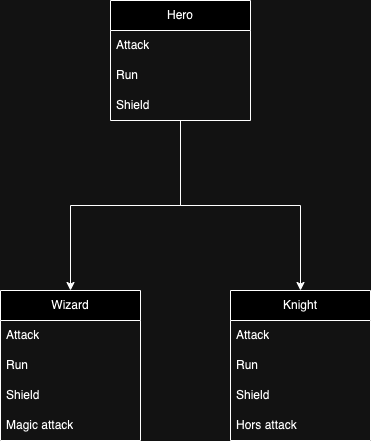 Hero
Attack
Run
Shield
Wizard
Attack
Run
Shield
Magic attack
Knight
Attack
Run
Shield
Hors attack